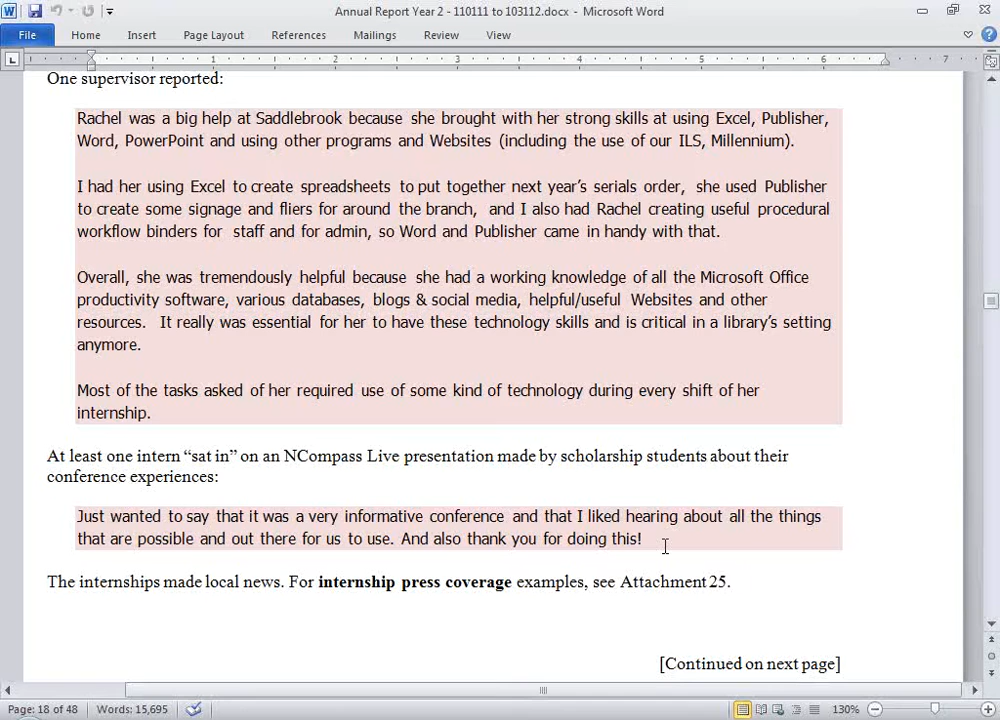 Annual Report Year 2 - 110111 to 103112.docx - Microsoft Word
File Home Insert Page Layout References Mailings Review View
1 2 3 4 5 6 7
One supervisor reported:
Rachel was a big help at Saddlebrook because she brought with her strong skills at using Excel, Publisher,
Word, PowerPoint and using other programs and Websites (including the use of our ILS, Millennium).
I had her using Excel to create spreadsheets to put together next year's serials order, she used Publisher
to create some signage and fliers for around the branch, and I also had Rachel creating useful procedural
workflow binders for staff and for admin, so Word and Publisher came in handy with that.
Overall, she was tremendously helpful because she had a working knowledge of all the Microsoft Office
productivity software, various databases, blogs & social media, helpful/useful Websites and other
resources. It really was essential for her to have these technology skills and is critical in a library's setting
anymore.
Most of the tasks asked of her required use of some kind of technology during every shift of her
internship.
At least one intern “sat in” on an NCompass Live presentation made by scholarship students about their
conference experiences:
Just wanted to say that it was a very informative conference and that I liked hearing about all the things
that are possible and out there for us to use. And also thank you for doing this!
The internships made local news. For internship press coverage examples, see Attachment 25.
[Continued on next page]
Page: 18 of 48 Words: 15,695 130%